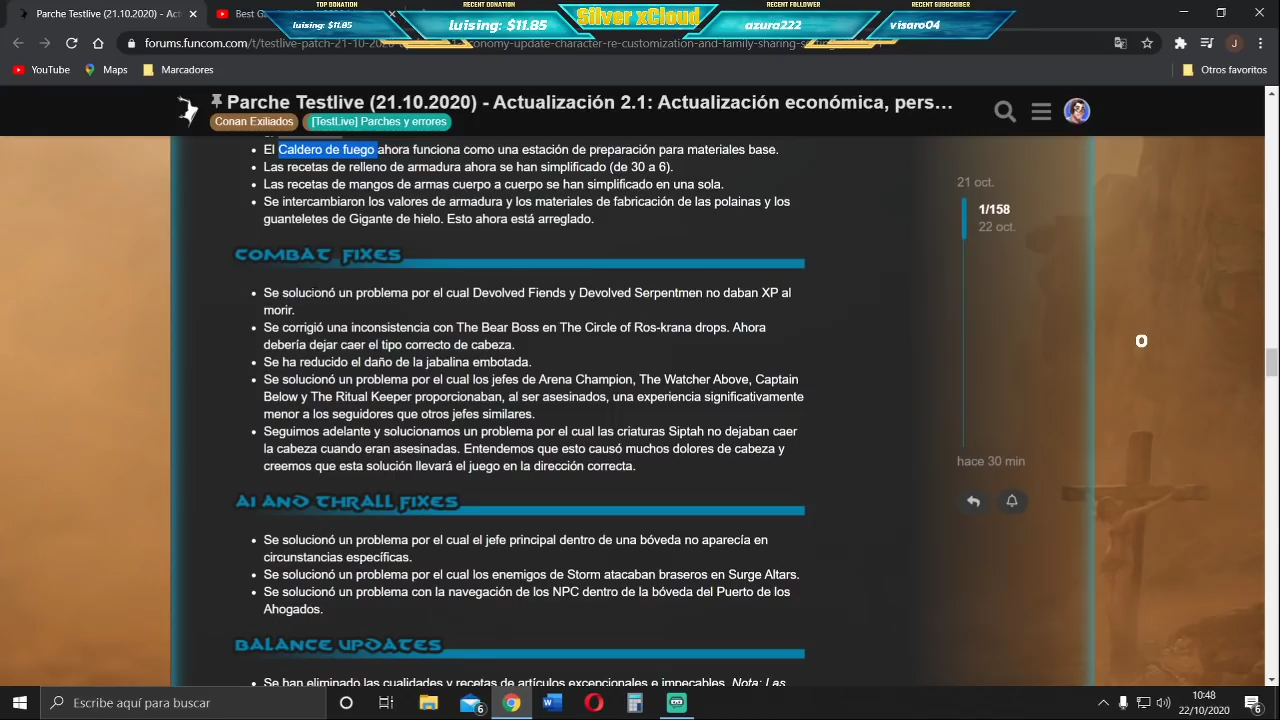 TOP DONATION
luising: $11.85
RECENT DONATION
luising: $11.85
Silver xCloud
RECENT FOLLOWER
azura222
RECENT SUBSCRIBER
visaro04
Parche Testlive (21.10.2020) - Act
Best G
forums.funcom.com/t/testlive-patch-21-10-2020
onomy-update-character-re-customization-and-family-sharing-s
J
YouTube
Maps
Marcadores
Otros favoritos
Parche Testlive (21.10.2020) - Actualización 2.1: Actualización económica, pers…
Conan Exiliados
[TestLive] Parches y errores
El Caldero de fuego ahora funciona como una estación de preparación para materiales base.
Las recetas de relleno de armadura ahora se han simplificado (de 30 a 6).
Las recetas de mangos de armas cuerpo a cuerpo se han simplificado en una sola.
Se intercambiaron los valores de armadura y los materiales de fabricación de las polainas y los
guanteletes de Gigante de hielo. Esto ahora está arreglado.
COMBAT FIXES
Se solucionó un problema por el cual Devolved Fiends y Devolved Serpentmen no daban XP al
morir.
Se corrigió una inconsistencia con The Bear Boss en The Circle of Ros-krana drops. Ahora
debería dejar caer el tipo correcto de cabeza.
Se ha reducido el daño de la jabalina embotada.
Se solucionó un problema por el cual los jefes de Arena Champion, The Watcher Above, Captain
Below y The Ritual Keeper proporcionaban, al ser asesinados, una experiencia significativamente
menor a los seguidores que otros jefes similares.
Seguimos adelante y solucionamos un problema por el cual las criaturas Siptah no dejaban caer
la cabeza cuando eran asesinadas. Entendemos que esto causó muchos dolores de cabeza y
creemos que esta solución llevará el juego en la dirección correcta.
AI AND THRALL FIXES
Se solucionó un problema por el cual el jefe principal dentro de una bóveda no aparecía en
circunstancias específicas.
Se solucionó un problema por el cual los enemigos de Storm atacaban braseros en Surge Altars.
Se solucionó un problema con la navegación de los NPC dentro de la bóveda del Puerto de los
Ahogados.
BALANCE UPDATES
Se han eliminado las cualidades y recetas de artículos excepcionales e impecables. Nota: Las
21 oct.
1/158
22 oct.
hace 30 min
0
Escribe aquí para buscar
6
10:48
22/10/2020
6